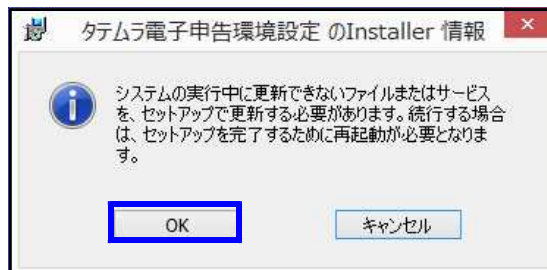 タテムラ電子申告環境設定 のInstaller 情報
システムの実行中に更新できないファイルまたはサービス
を、セットアップで更新する必要があります。続行する場合
は、セットアップを完了するために再起動が必要となりま
す。
OK
キャンセル